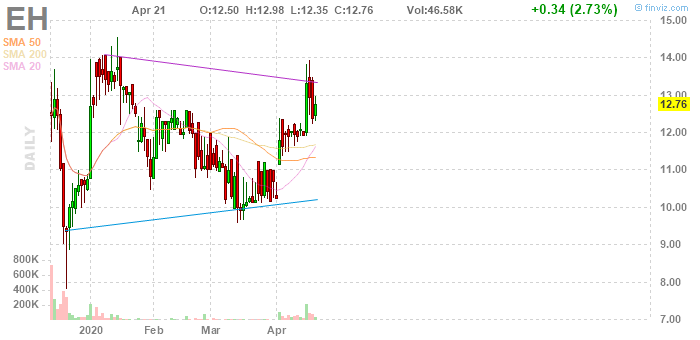 © finviz.com
EH
Apr 21 O:12.50 H:12.98 L:12.35 C:12.76 Vol:46.58K +0.34 (2.73%)
SMA 50
SMA 200
SMA 20
DAILY
15.00
14.00
13.00
12.76
12.00
11.00
10.00
9.00
8.00
7.00
800K
600K
400K
200K
2020 Feb Mar Apr